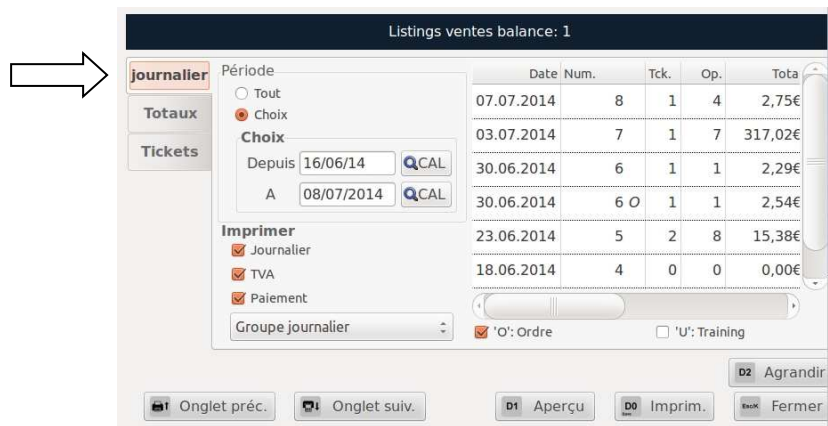 Listings ventes balance: 1
journalier
Totaux
Tickets
Période
Tout
Choix
Choix
Depuis 16/06/14 CAL
A 08/07/2014 CAL
Imprimer
Journalier
TVA
Paiement
Groupe journalier
Date Num. Tck. Op. Tota
07.07.2014 8 1 4 2,75€
03.07.2014 7 1 7 317,02€
30.06.2014 6 1 1 2,29€
30.06.2014 6 O 1 1 2,54€
23.06.2014 5 2 8 15,38€
18.06.2014 4 0 0 0,00€
'O': Ordre 'U': Training
D2 Agrandir
Onglet préc. Onglet suiv. D1 Aperçu D0 Imprim. Fermer